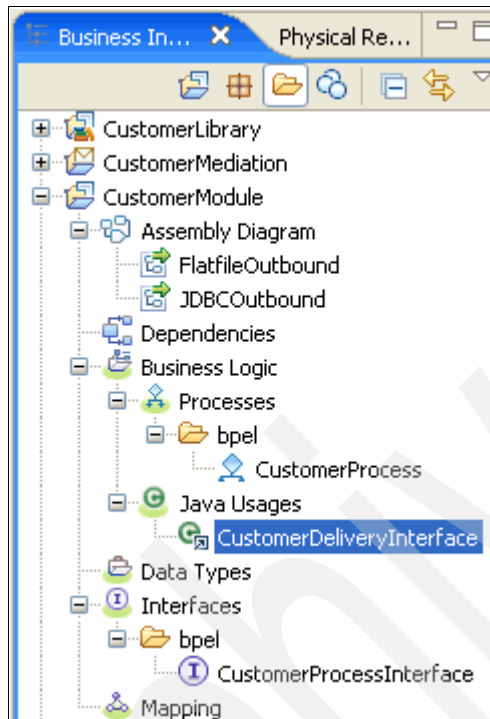 Business In... Physical Re...
CustomerLibrary
CustomerMediation
CustomerModule
Assembly Diagram
FlatfileOutbound
JDBCOutbound
Dependencies
Business Logic
Processes
bpel
CustomerProcess
Java Usages
CustomerDeliveryInterface
Data Types
Interfaces
bpel
CustomerProcessInterface
Mapping